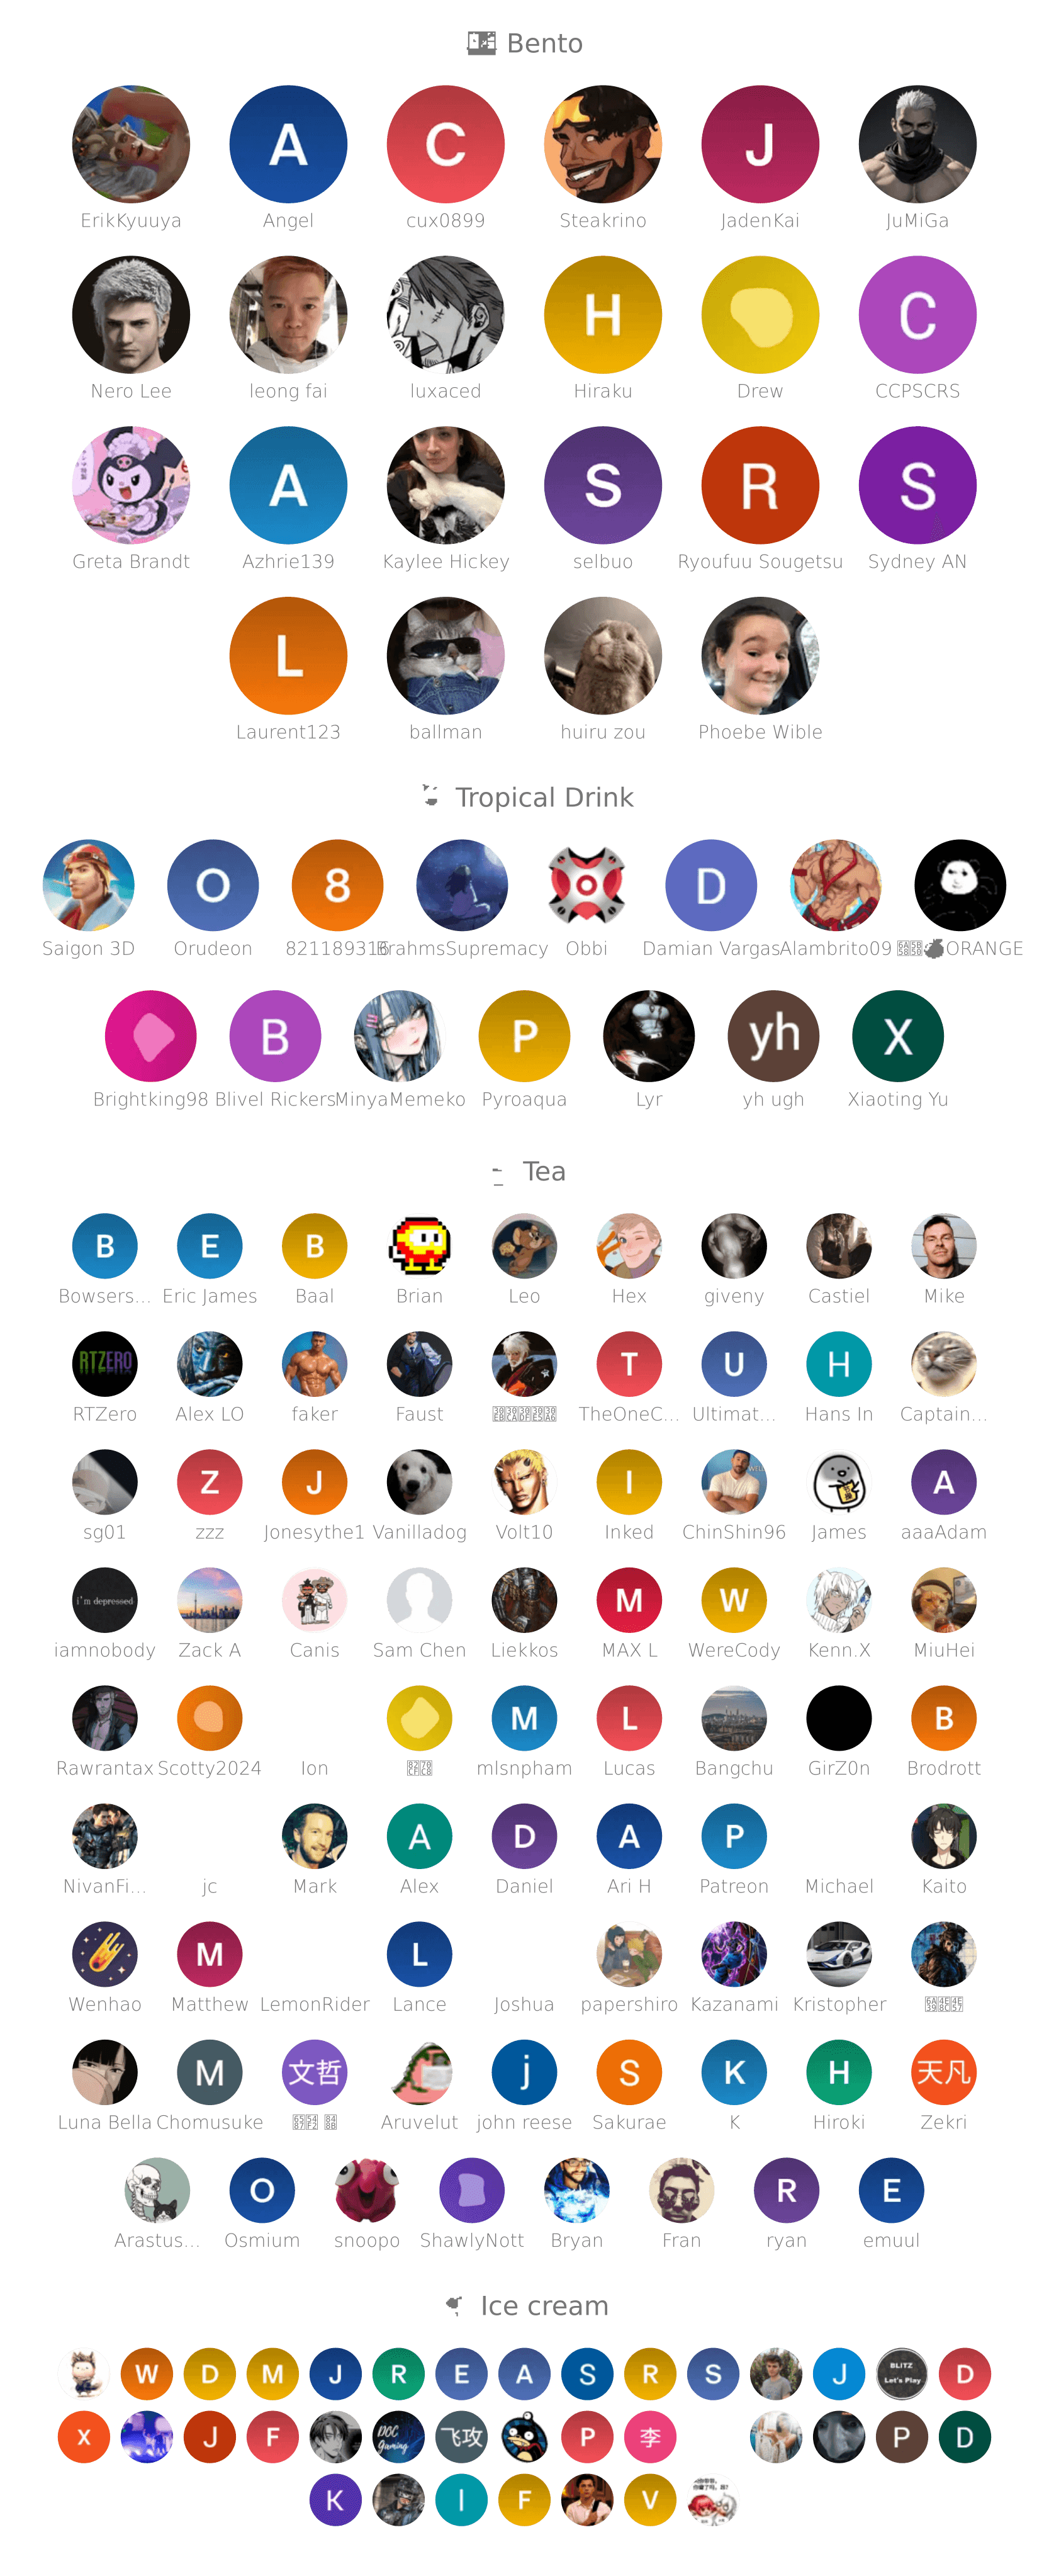 Bento
A C J
ErikKyuuya Angel cux0899 Steakrino JadenKai JuMiGa
H C
Nero Lee leong fai luxaced Hiraku Drew CCPSCRS
A S R S
Greta Brandt Azhrie139 Kaylee Hickey selbuo Ryoufuu Sougetsu Sydney AN
L
Laurent123 ballman huiru zou Phoebe Wible
Tropical Drink
O 8 D
Saigon 3D Orudeon 821189316 BrahmsSupremacy Obbi Damian Vargas Alambrito09 ORANGE
B P yh X
Brightking98 Blivel Rickers MinyaMemeko Pyroaqua Lyr yh ugh Xiaoting Yu
Tea
B E B
Bowsers... Eric James Baal Brian Leo Hex giveny Castiel Mike
RTZERO T U H
RTZero Alex LO faker Faust TheOneC... Ultimat... Hans In Captain...
Z J I A
sg01 zzz Jonesythe1 Vanilladog Volt10 Inked ChinShin96 James aaaAdam
i'm depressed M W
iamnobody Zack A Canis Sam Chen Liekkos MAX L WereCody Kenn.X MiuHei
M L B
Rawrantax Scotty2024 Ion mlsnpham Lucas Bangchu GirZ0n Brodrott
A D A P
NivanFi... jc Mark Alex Daniel Ari H Patreon Michael Kaito
M L
Wenhao Matthew LemonRider Lance Joshua papershiro Kazanami Kristopher
M 文哲 j S K H 天凡
Luna Bella Chomusuke Aruvelut john reese Sakurae K Hiroki Zekri
O R E
Arastus... Osmium snoopo ShawlyNott Bryan Fran ryan emuul
Ice cream
W D M J R E A S R S J BLITZ Let's Play D
X J F DOC Gaming 飞攻 P 李 P D
K I F V